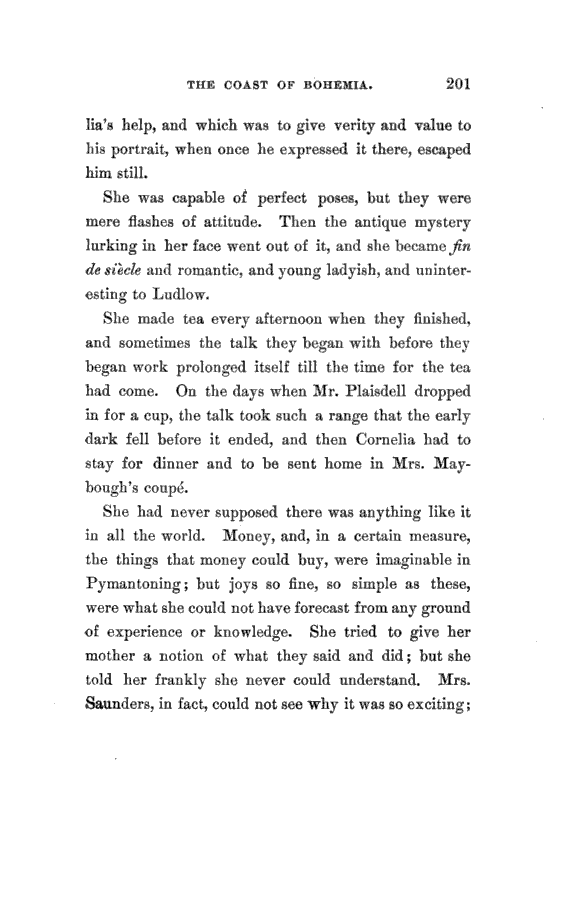 THE COAST OF BOHEMIA. 201
lia's help, and which was to give verity and value to
his portrait, when once he expressed it there, escaped
him still.
She was capable of perfect poses, but they were
mere flashes of attitude. Then the antique mystery
lurking in her face went out of it, and she became fin
de siècle and romantic, and young ladyish, and uninter-
esting to Ludlow.
She made tea every afternoon when they finished,
and sometimes the talk they began with before they
began work prolonged itself till the time for the tea
had come. On the days when Mr. Plaisdell dropped
in for a cup, the talk took such a range that the early
dark fell before it ended, and then Cornelia had to
stay for dinner and to be sent home in Mrs. May-
bough's coupé.
She had never supposed there was anything like it
in all the world. Money, and, in a certain measure,
the things that money could buy, were imaginable in
Pymantoning; but joys so fine, so simple as these,
were what she could not have forecast from any ground
of experience or knowledge. She tried to give her
mother a notion of what they said and did; but she
told her frankly she never could understand. Mrs.
Saunders, in fact, could not see why it was so exciting;